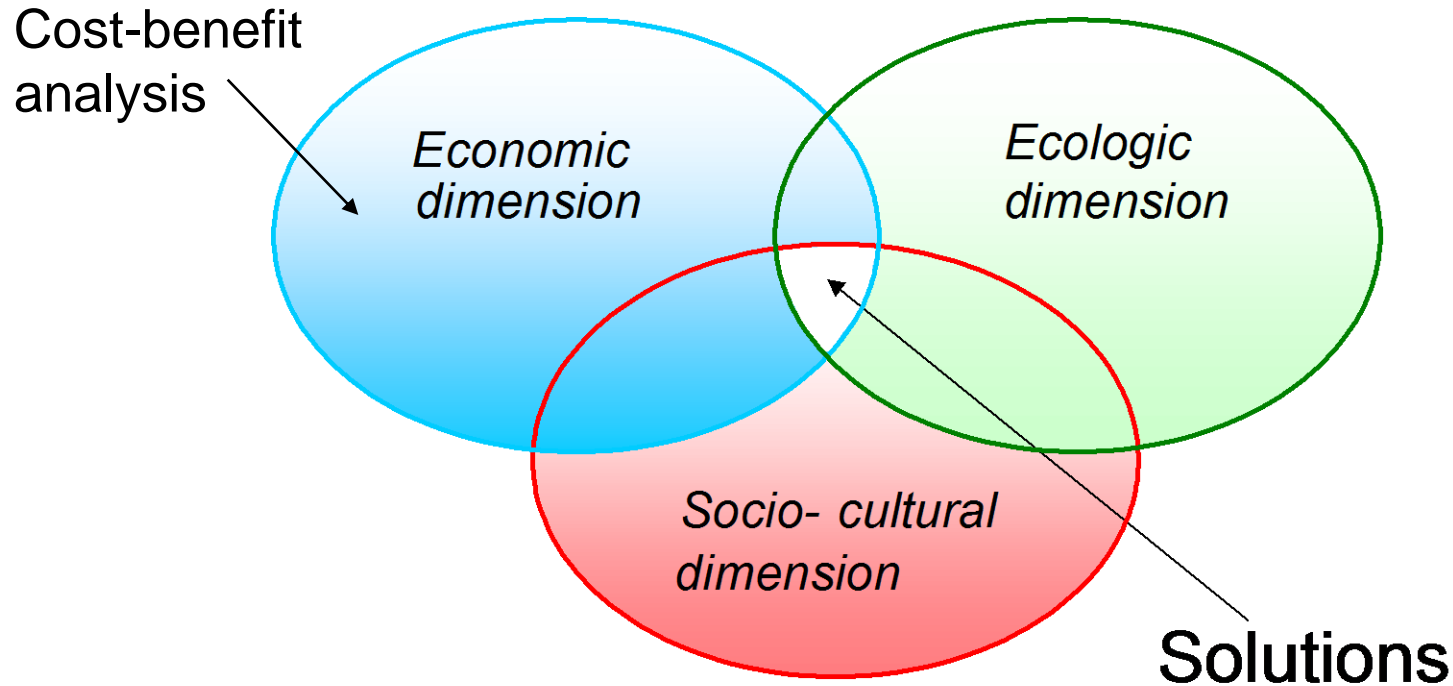 Cost-benefit
analysis
Economic
dimension
Ecologic
dimension
Socio- cultural
dimension
Solutions